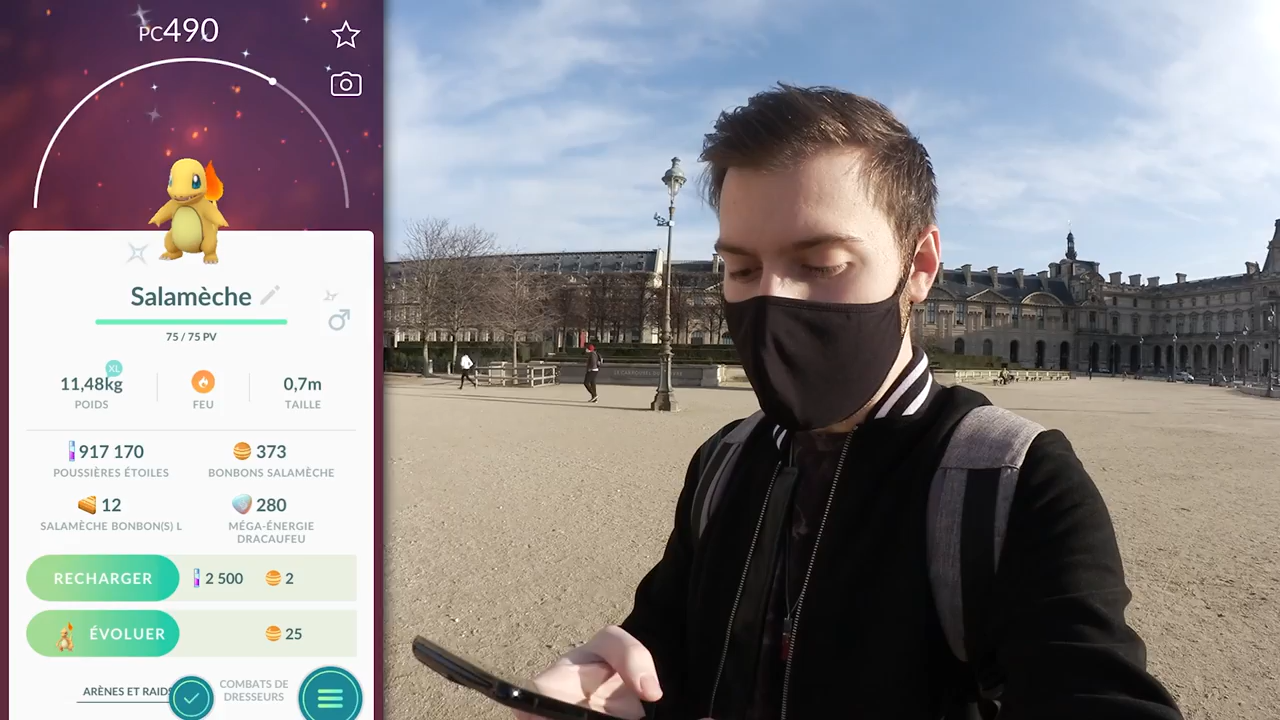 PC490
Salamèche
75 / 75 PV
XL
11,48kg
POIDS
FEU
0,7m
TAILLE
917 170
POUSSIÈRES ÉTOILES
373
BONBONS SALAMÈCHE
12
SALAMÈCHE BONBON(S) L
280
MÉGA-ÉNERGIE
DRACAUFEU
RECHARGER
2 500
2
ÉVOLUER
25
ARÈNES ET RAIDS
COMBATS DE
DRESSEURS